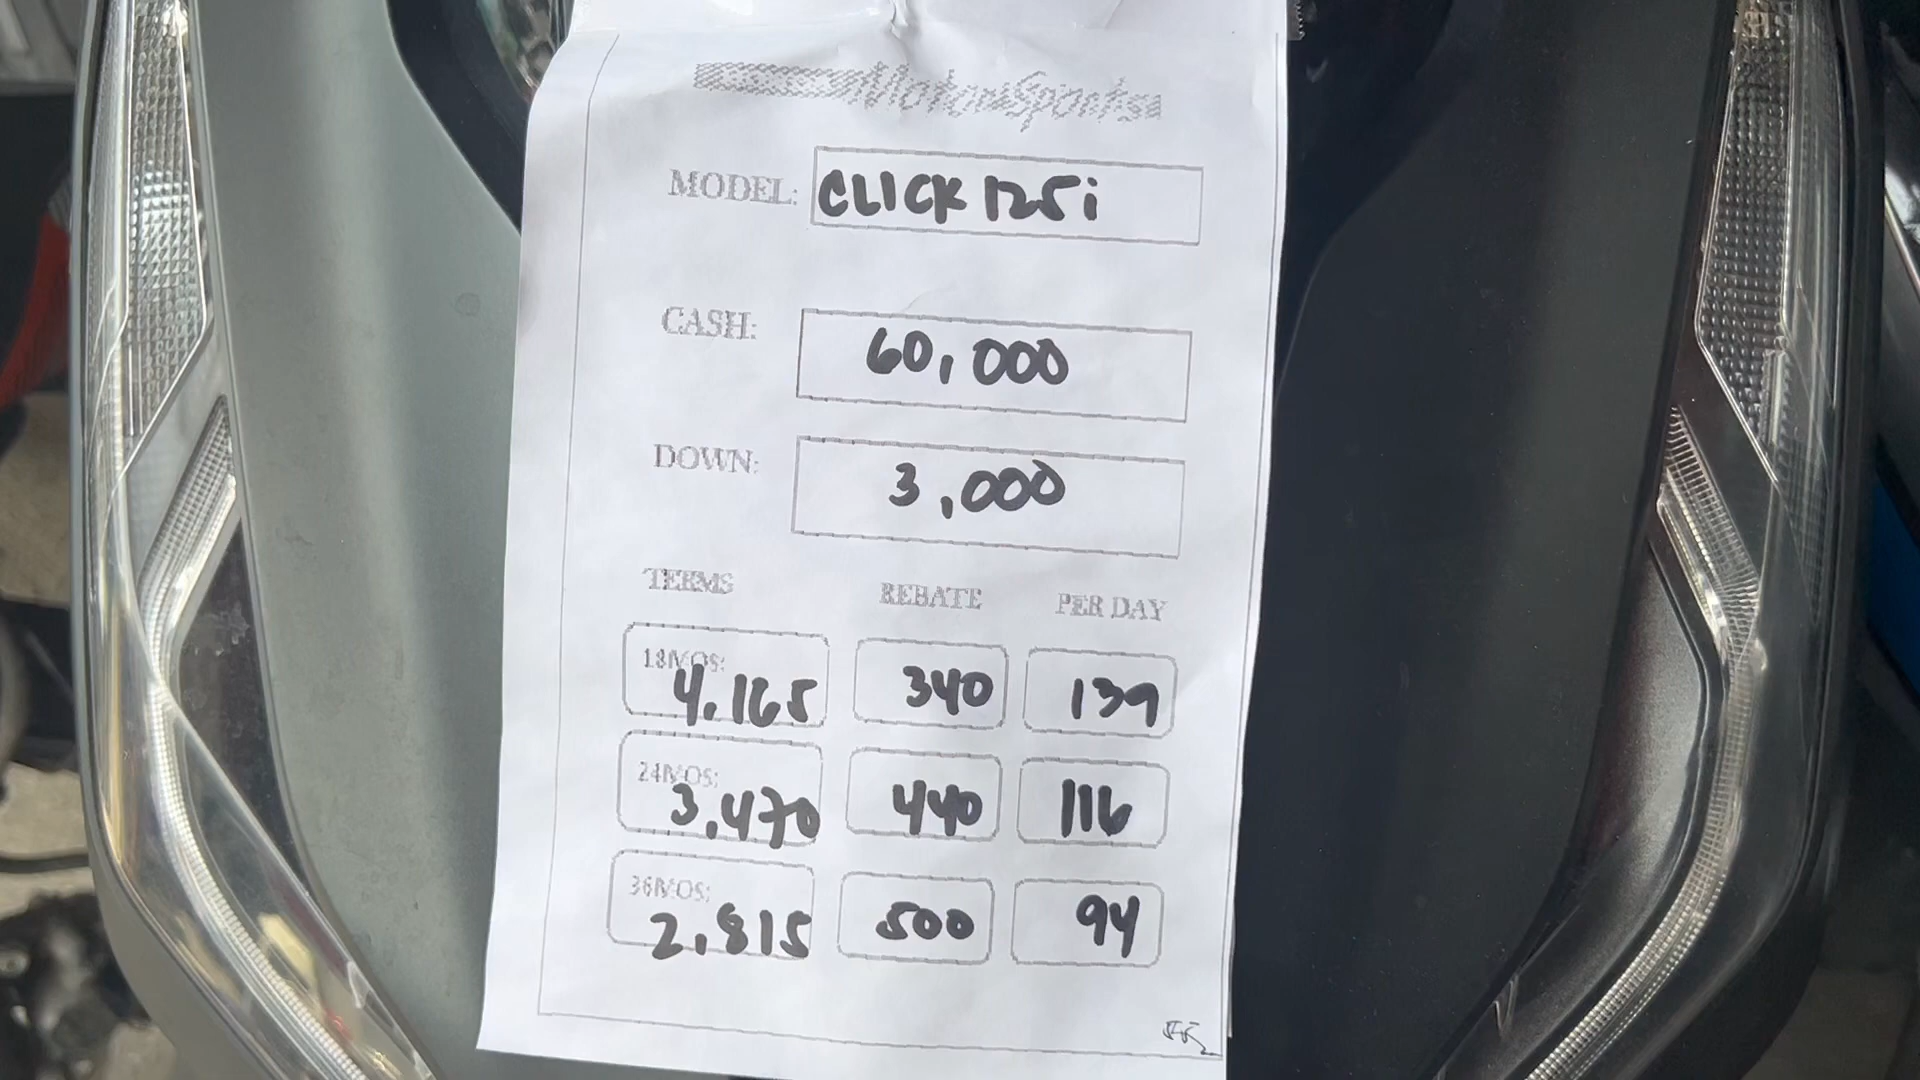 MotorSports
MODEL: CLICK 125i
CASH: 60,000
DOWN: 3,000
TERMS REBATE PER DAY
18MOS: 4,165 340 139
24MOS: 3,470 440 116
36MOS: 2,815 500 94